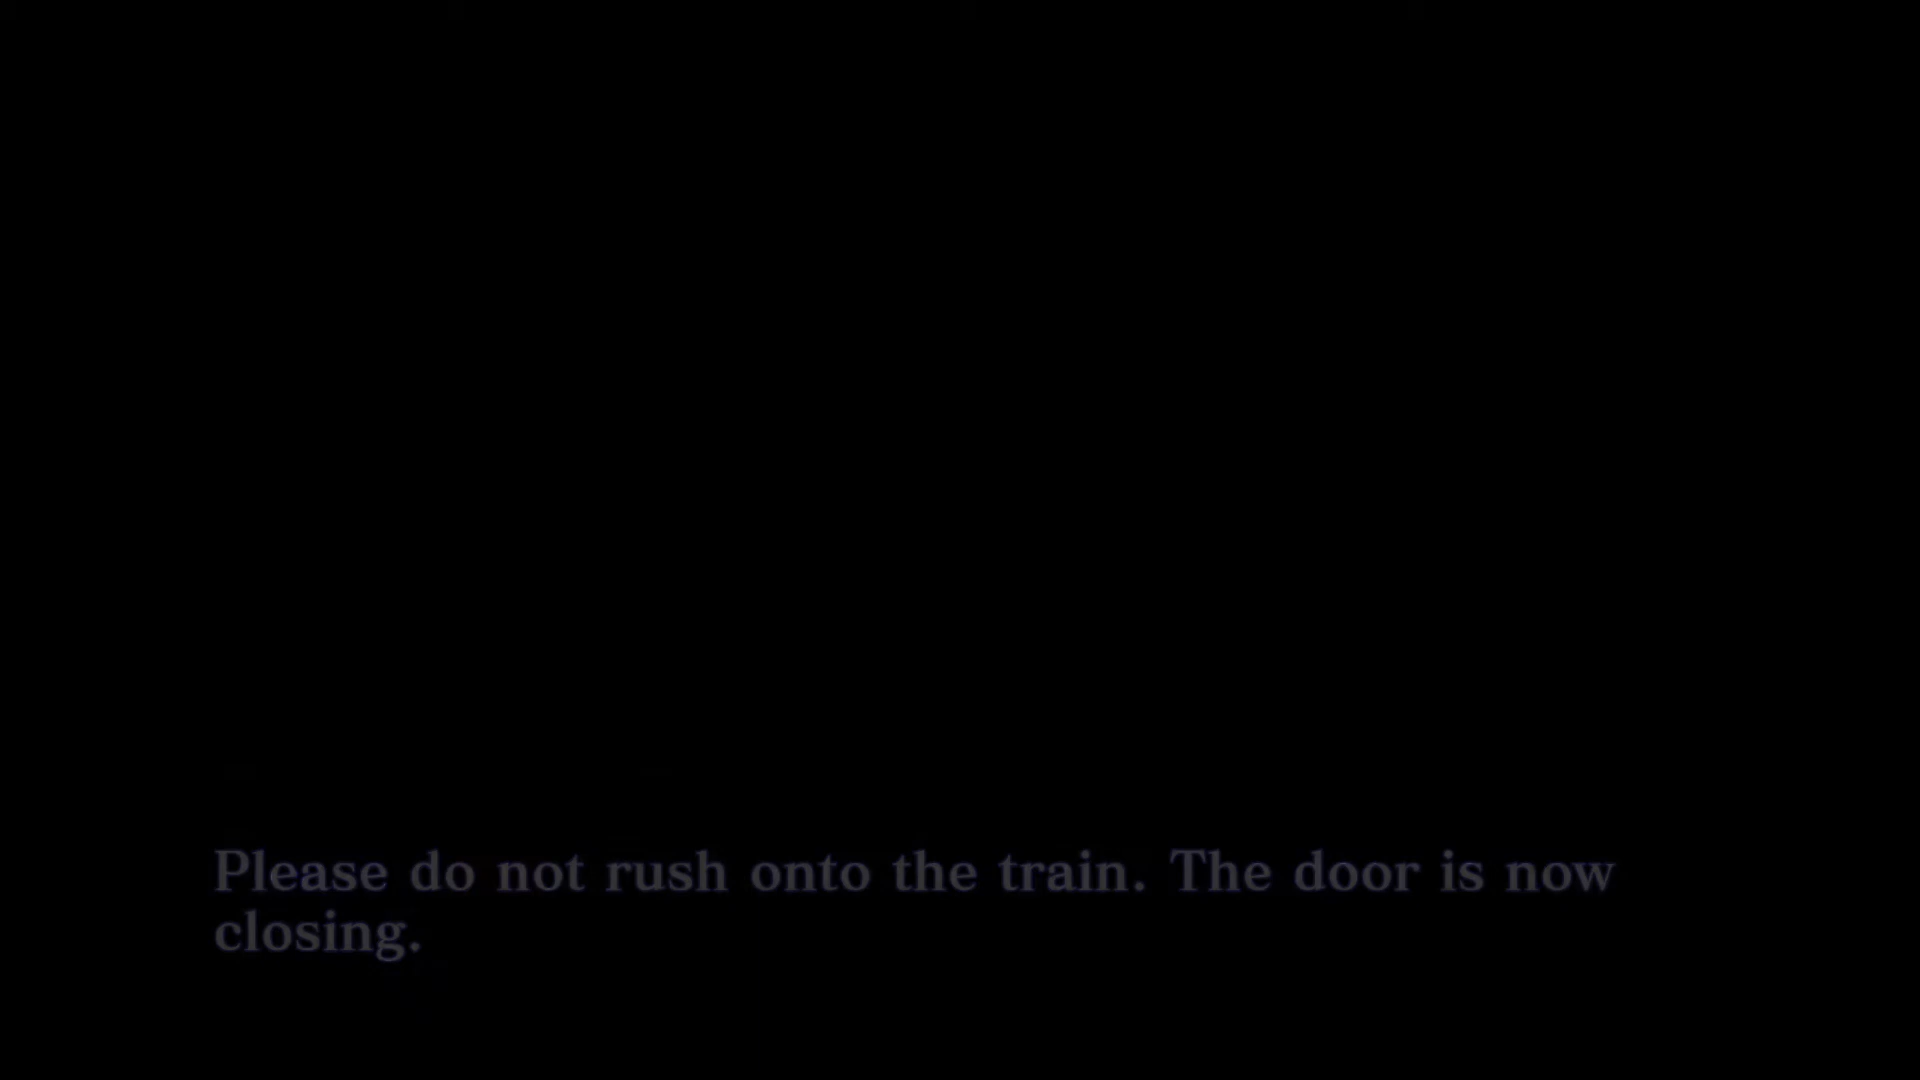 Please do not rush onto the train. The door is now
closing.